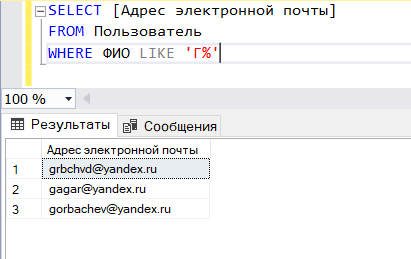 SELECT [Адрес электронной почты]
FROM Пользователь
WHERE ФИО LIKE 'Г%'
100 %
Результаты Сообщения
Адрес электронной почты
1 grbchvd@yandex.ru
2 gagar@yandex.ru
3 gorbachev@yandex.ru